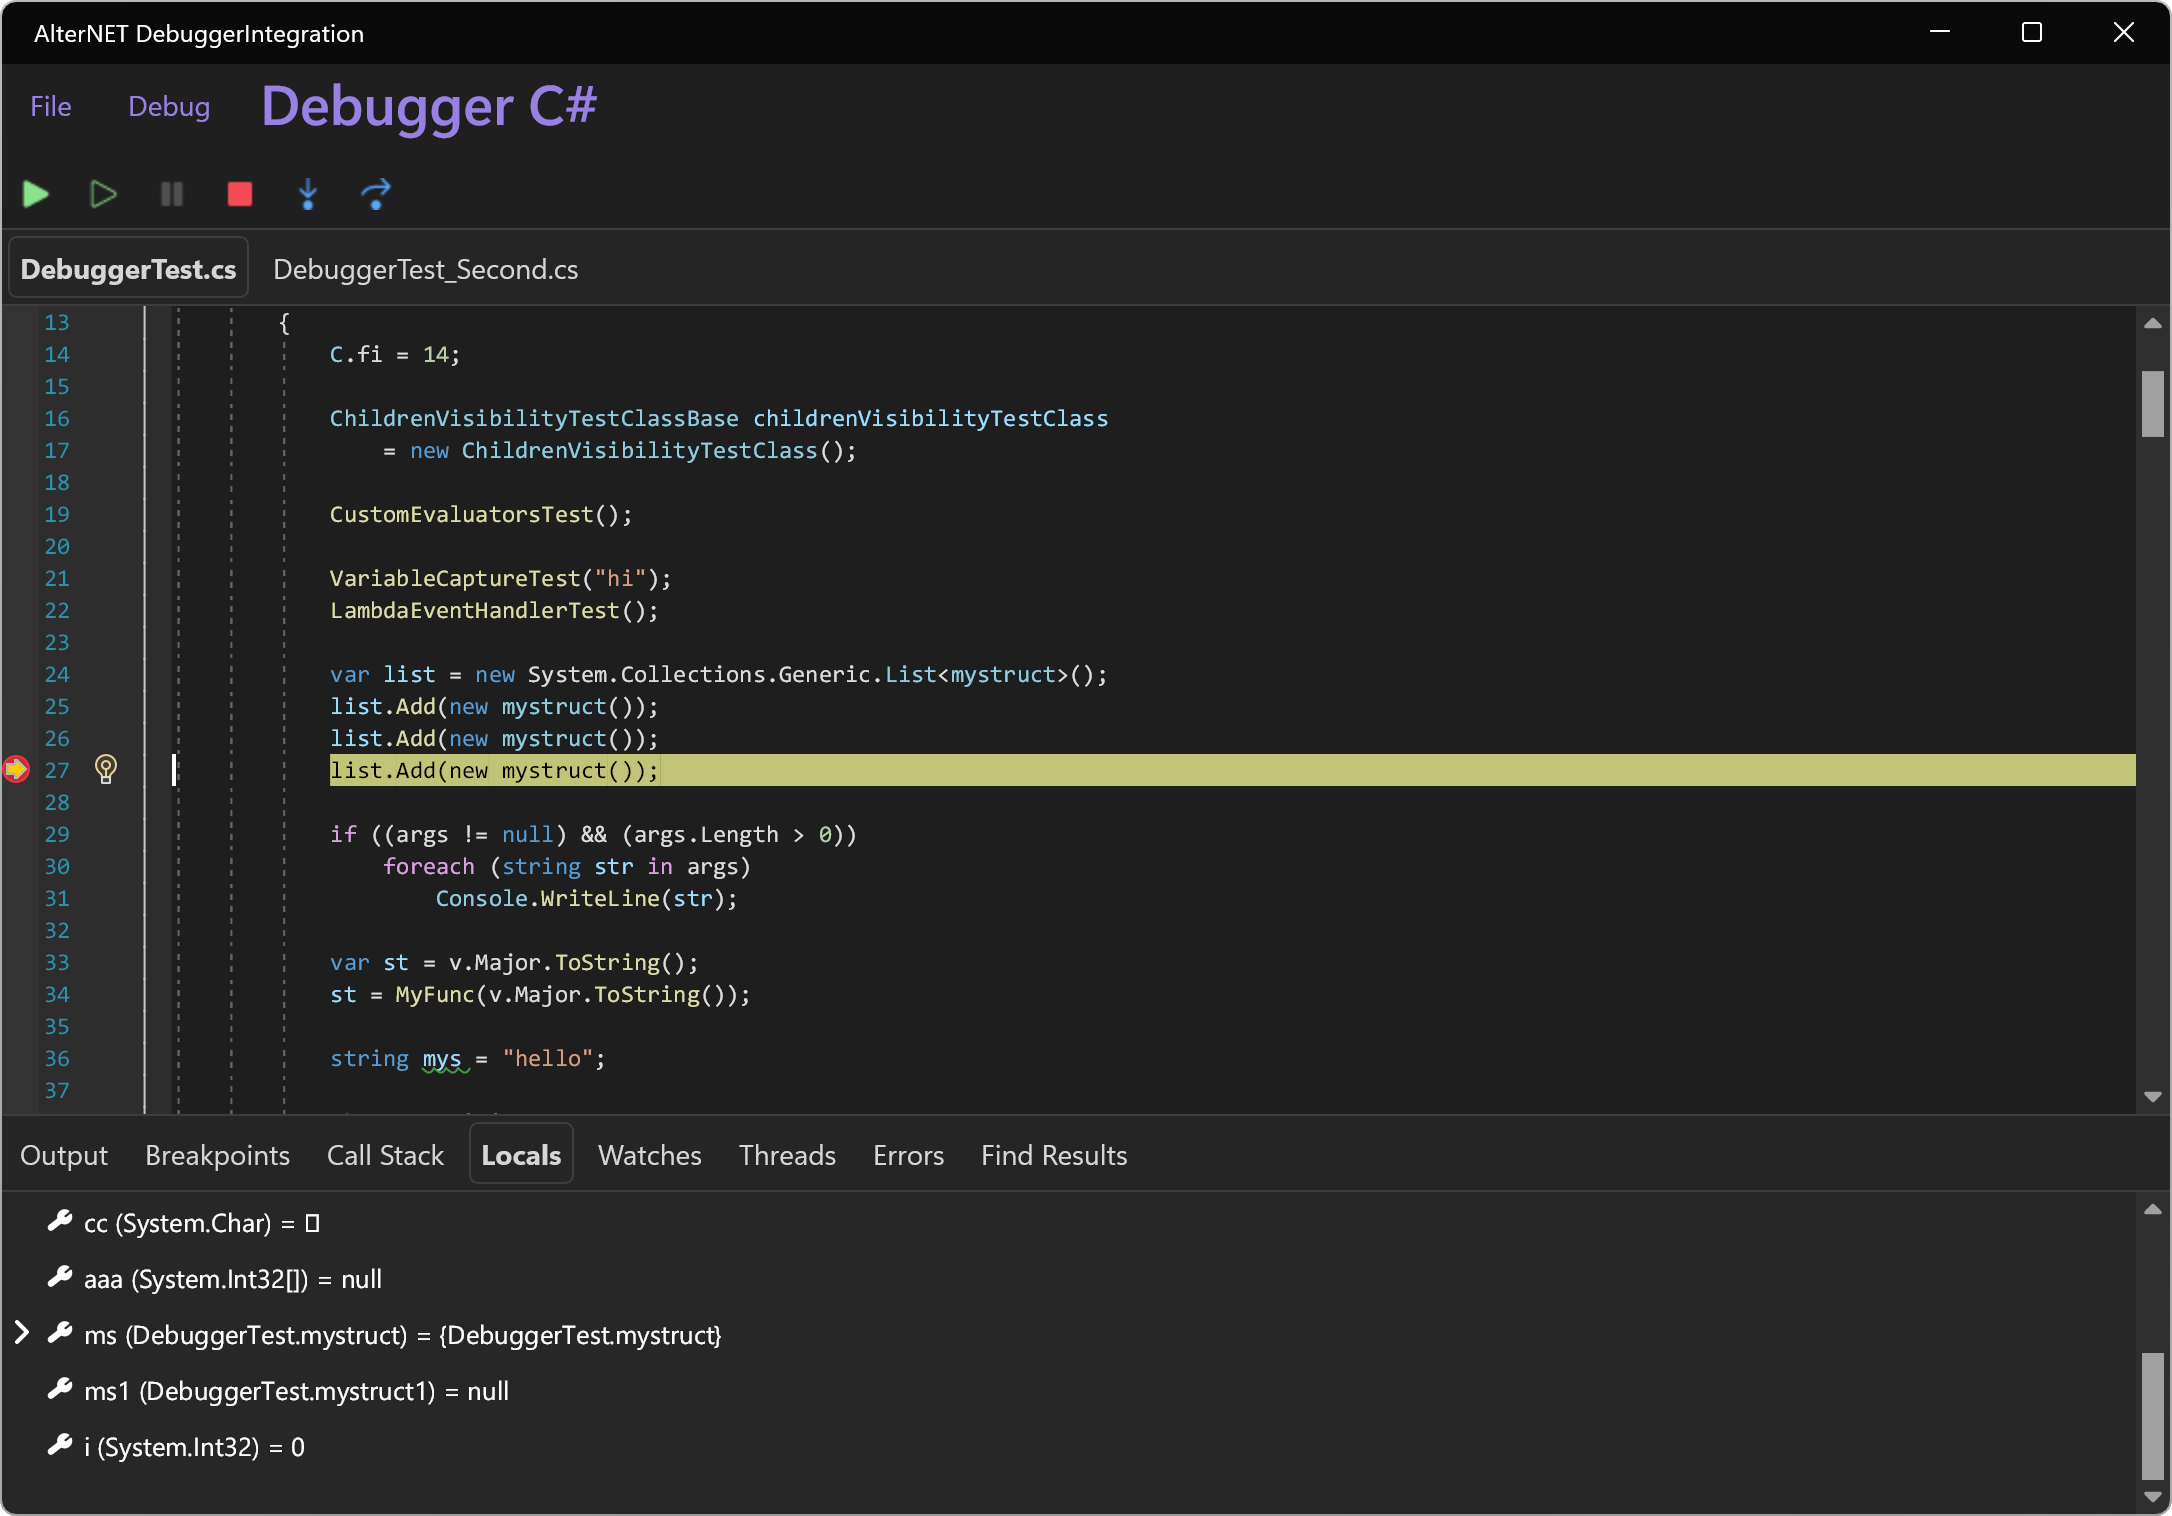 AlterNET DebuggerIntegration
File Debug Debugger C#
DebuggerTest.cs DebuggerTest_Second.cs
13 {
14 C.fi = 14;
15
16 ChildrenVisibilityTestClassBase childrenVisibilityTestClass
17 = new ChildrenVisibilityTestClass();
18
19 CustomEvaluatorsTest();
20
21 VariableCaptureTest("hi");
22 LambdaEventHandlerTest();
23
24 var list = new System.Collections.Generic.List<mystruct>();
25 list.Add(new mystruct());
26 list.Add(new mystruct());
27 list.Add(new mystruct());
28
29 if ((args != null) && (args.Length > 0))
30 foreach (string str in args)
31 Console.WriteLine(str);
32
33 var st = v.Major.ToString();
34 st = MyFunc(v.Major.ToString());
35
36 string mys = "hello";
37
Output Breakpoints Call Stack Locals Watches Threads Errors Find Results
cc (System.Char) = 
aaa (System.Int32[]) = null
ms (DebuggerTest.mystruct) = {DebuggerTest.mystruct}
ms1 (DebuggerTest.mystruct1) = null
i (System.Int32) = 0